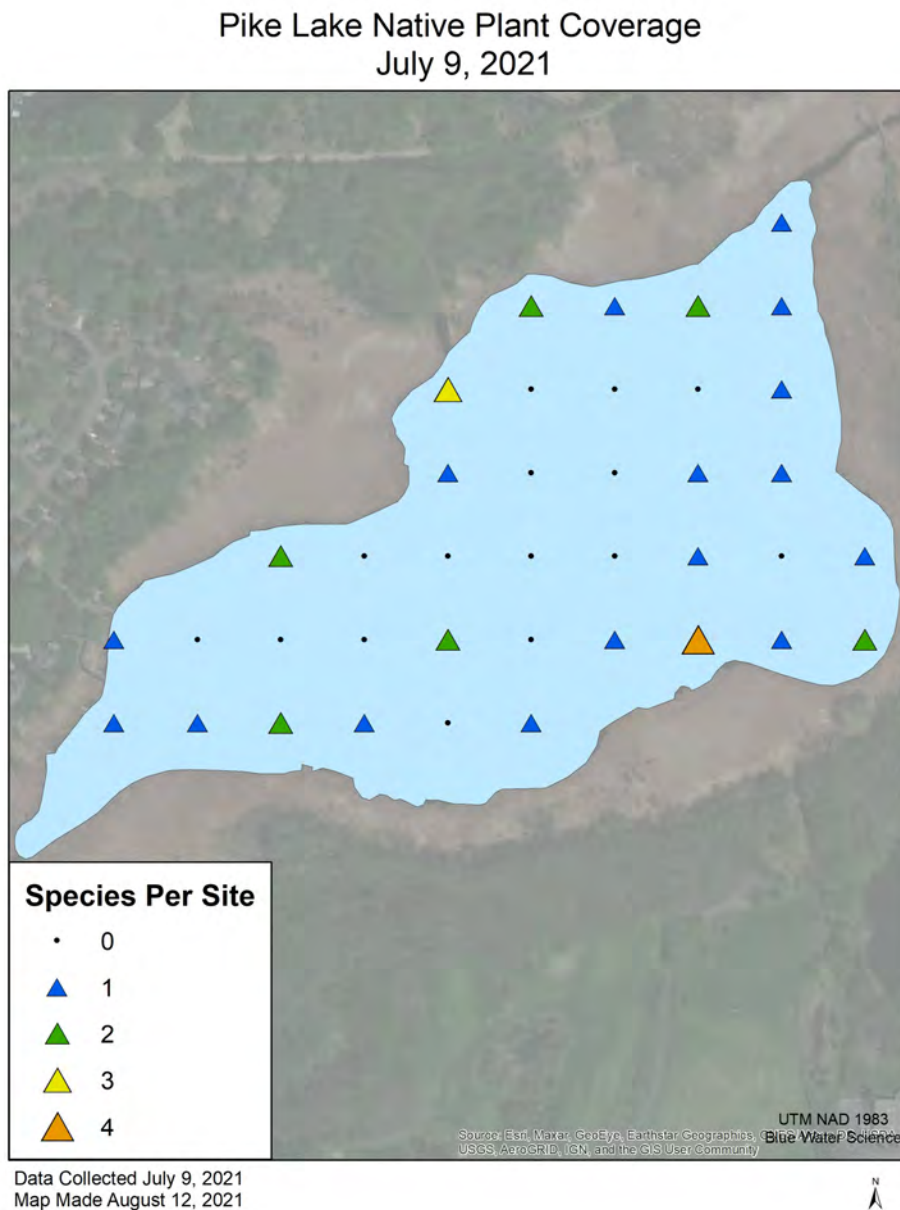 Pike Lake Native Plant Coverage
July 9, 2021
Species Per Site
0
1
2
3
4
UTM NAD 1983
Blue Water Science
Source: Esri, Maxar, GeoEye, Earthstar Geographics,
USGS, AeroGRID, IGN, and the GIS User Community
Data Collected July 9, 2021
Map Made August 12, 2021
N